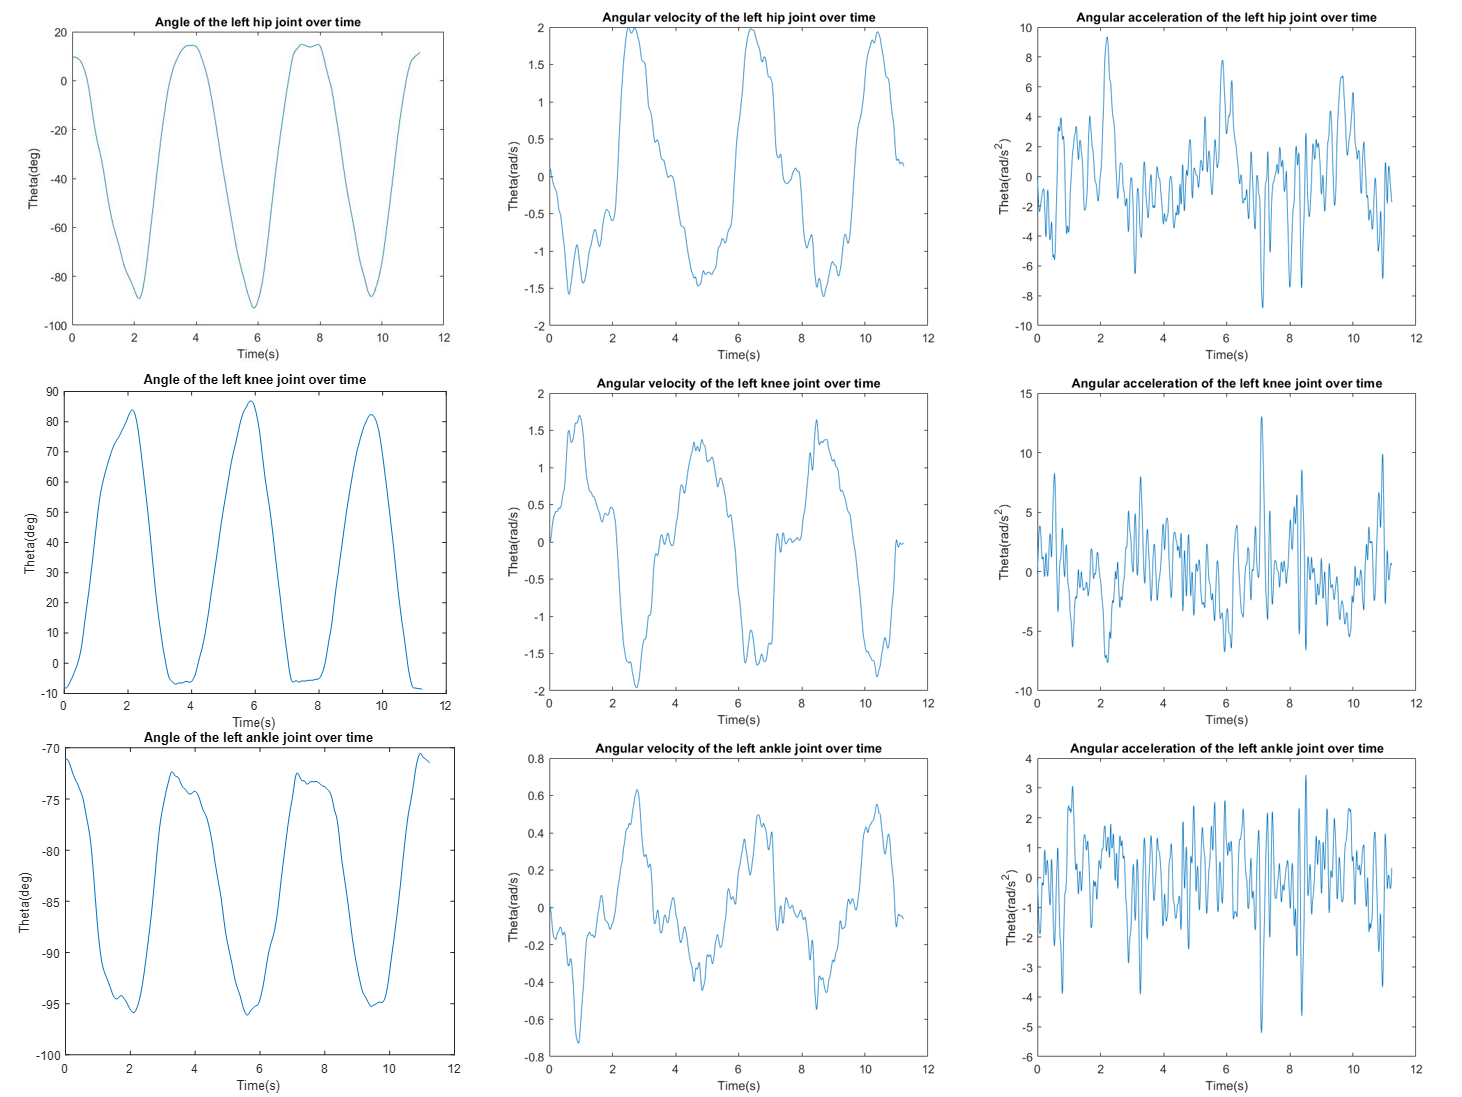 Angle of the left hip joint over time
Theta(deg)
20
0
-20
-40
-60
-80
-100
0 2 4 6 8 10 12
Time(s)
Angular velocity of the left hip joint over time
Theta(rad/s)
2
1.5
1
0.5
0
-0.5
-1
-1.5
-2
0 2 4 6 8 10 12
Time(s)
Angular acceleration of the left hip joint over time
Theta(rad/s²)
10
8
6
4
2
0
-2
-4
-6
-8
-10
0 2 4 6 8 10 12
Time(s)
Angle of the left knee joint over time
Theta(deg)
90
80
70
60
50
40
30
20
10
0
-10
0 2 4 6 8 10 12
Time(s)
Angular velocity of the left knee joint over time
Theta(rad/s)
2
1.5
1
0.5
0
-0.5
-1
-1.5
-2
0 2 4 6 8 10 12
Time(s)
Angular acceleration of the left knee joint over time
Theta(rad/s²)
15
10
5
0
-5
-10
0 2 4 6 8 10 12
Time(s)
Angle of the left ankle joint over time
Theta(deg)
-70
-75
-80
-85
-90
-95
-100
0 2 4 6 8 10 12
Time(s)
Angular velocity of the left ankle joint over time
Theta(rad/s)
0.8
0.6
0.4
0.2
0
-0.2
-0.4
-0.6
-0.8
0 2 4 6 8 10 12
Time(s)
Angular acceleration of the left ankle joint over time
Theta(rad/s²)
4
3
2
1
0
-1
-2
-3
-4
-5
-6
0 2 4 6 8 10 12
Time(s)